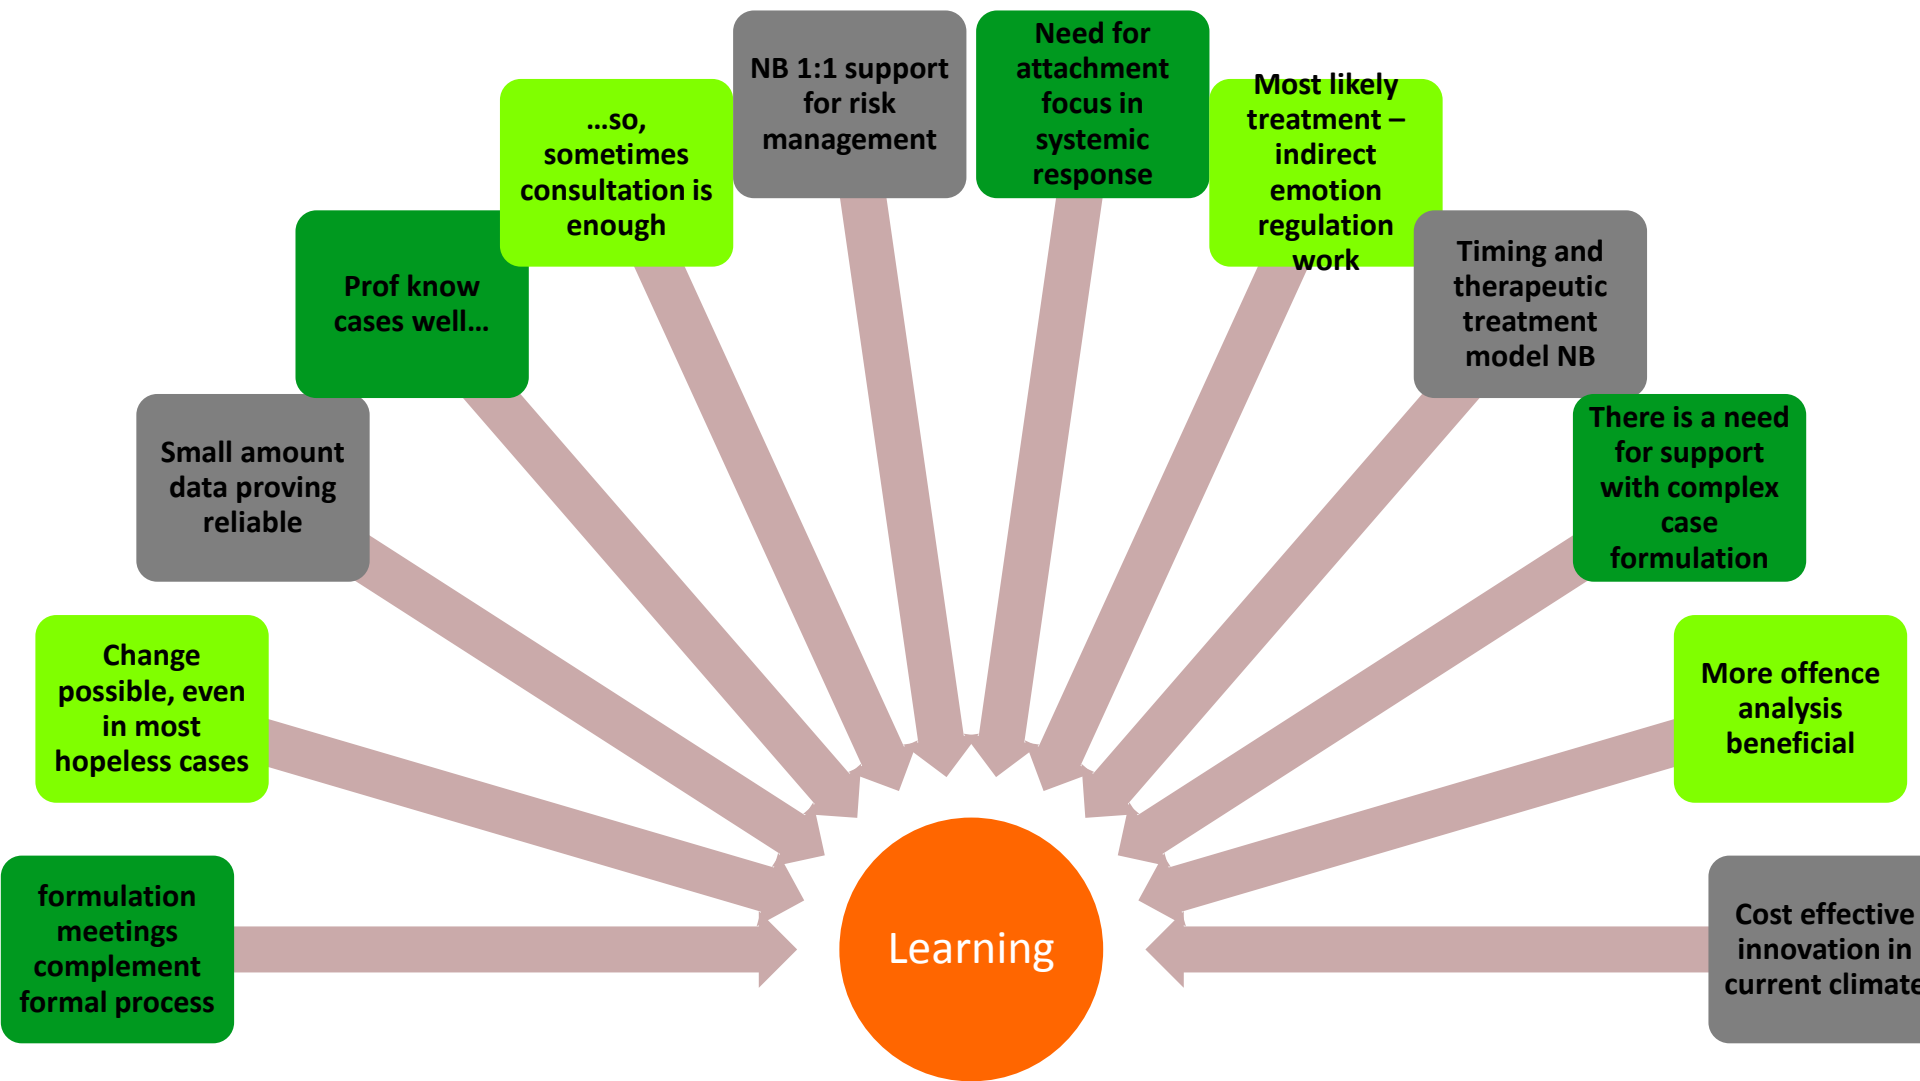 formulation
meetings
complement
formal process
Change
possible, even
in most
hopeless cases
Small amount
data proving
reliable
Prof know
cases well…
…so,
sometimes
consultation is
enough
NB 1:1 support
for risk
management
Need for
attachment
focus in
systemic
response
Most likely
treatment –
indirect
emotion
regulation
work
Timing and
therapeutic
treatment
model NB
There is a need
for support
with complex
case
formulation
More offence
analysis
beneficial
Cost effective
innovation in
current climate
Learning